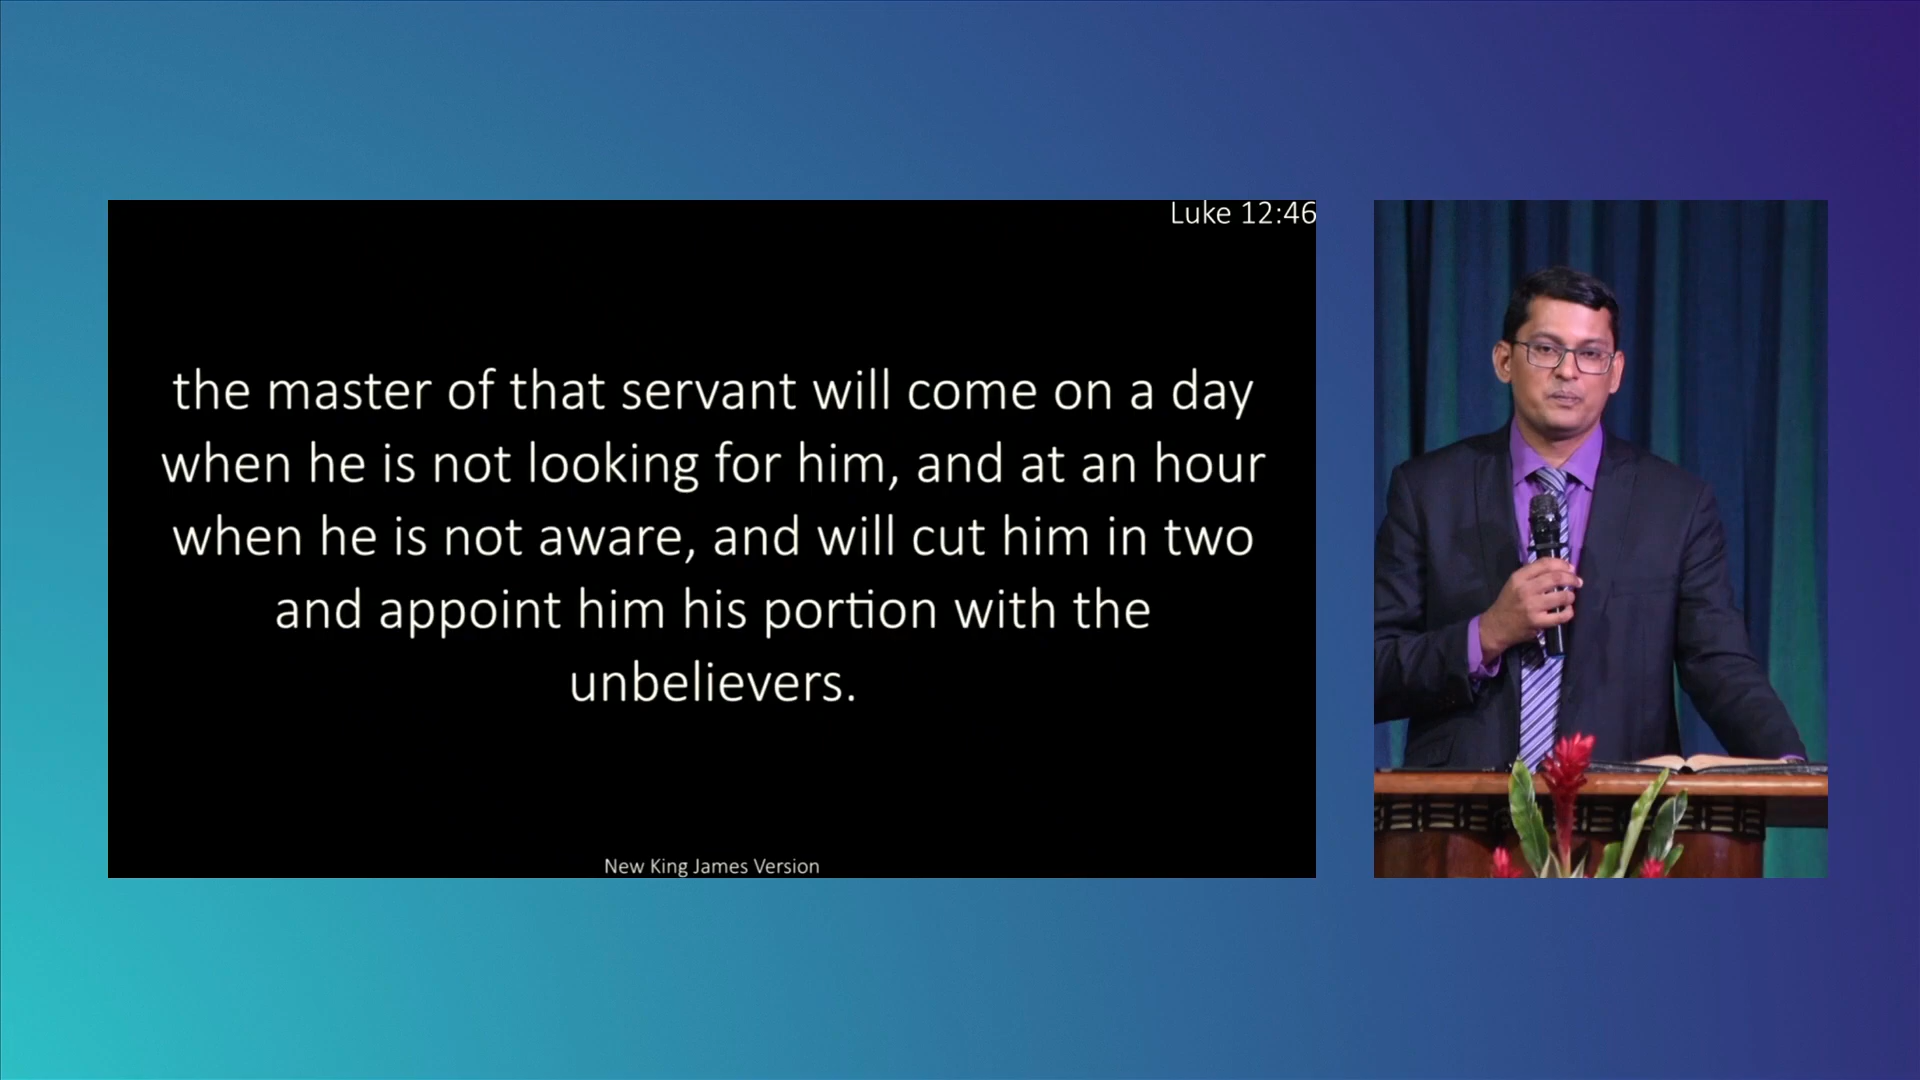 Luke 12:46
the master of that servant will come on a day
when he is not looking for him, and at an hour
when he is not aware, and will cut him in two
and appoint him his portion with the
unbelievers.
New King James Version